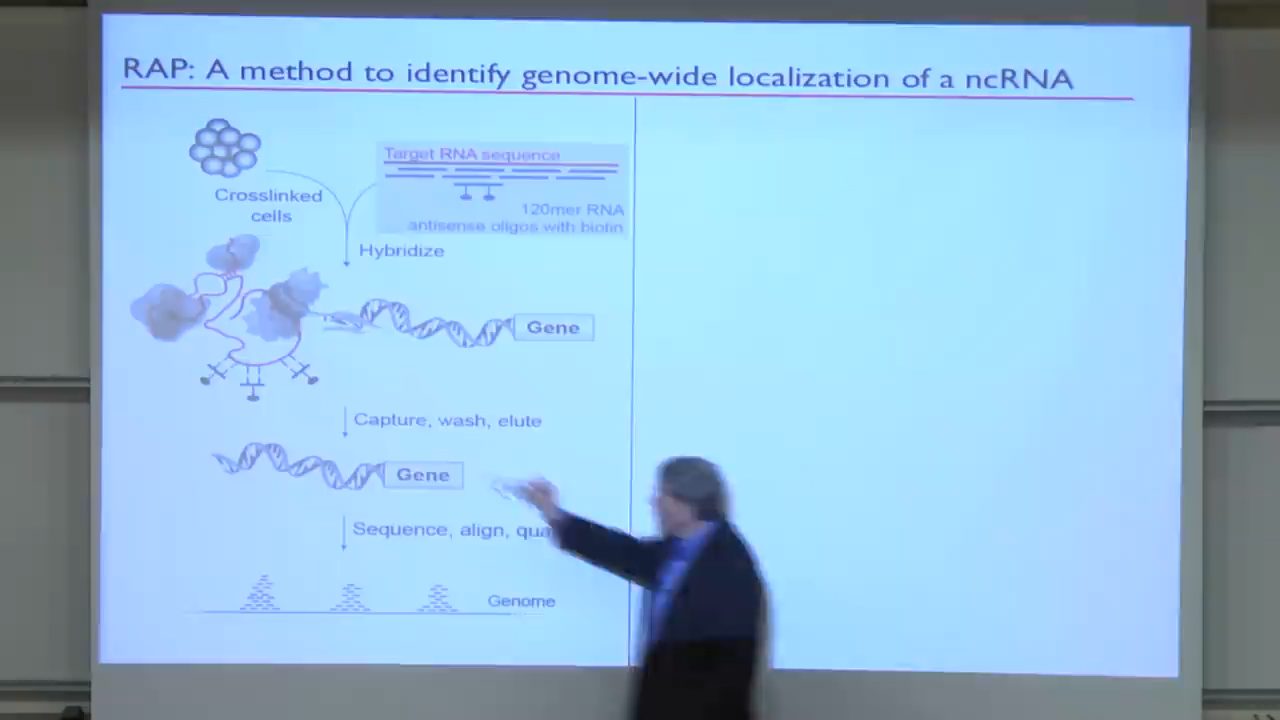 RAP: A method to identify genome-wide localization of a ncRNA
Target RNA sequence
Crosslinked
cells
120mer RNA
antisense oligos with biotin
Hybridize
Gene
Capture, wash, elute
Gene
Sequence, align,
Genome